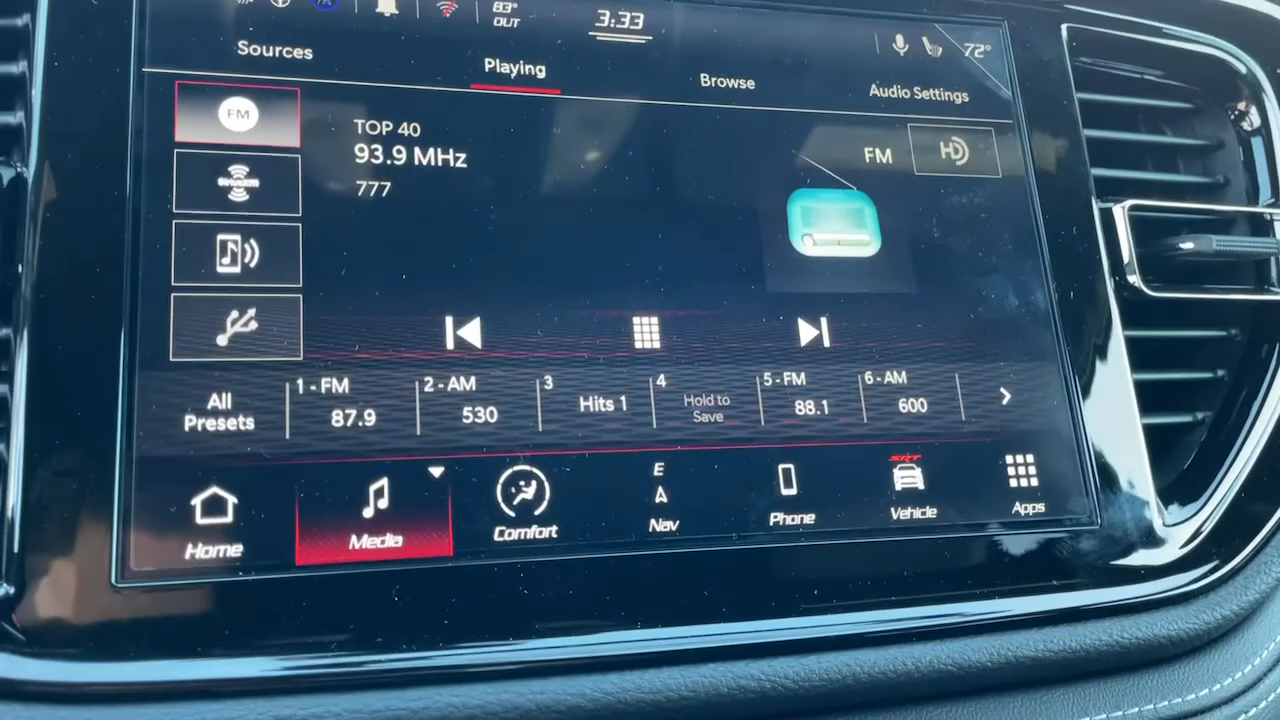 83°
OUT
3:33
72°
Sources
Playing
Browse
Audio Settings
FM
TOP 40
93.9 MHz
777
FM
HD
SiriusXM
All
Presets
1 - FM
87.9
2 - AM
530
3
Hits 1
4
Hold to
Save
5 - FM
88.1
6 - AM
600
Home
Media
Comfort
E
Nav
Phone
SRT
Vehicle
Apps